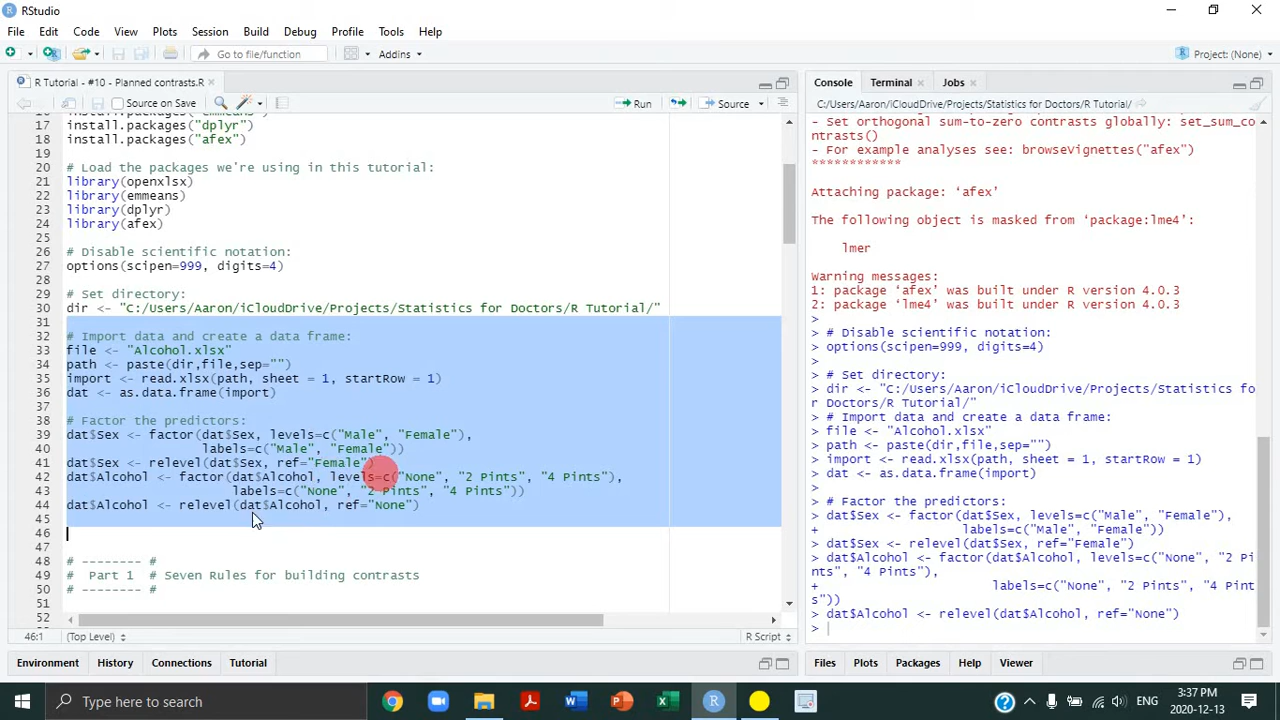 RStudio
File Edit Code View Plots Session Build Debug Profile Tools Help
Go to file/function Addins Project: (None)
R Tutorial - #10 - Planned contrasts.R
Source on Save Run Source
17 install.packages("dplyr")
18 install.packages("afex")
19
20 # Load the packages we're using in this tutorial:
21 library(openxlsx)
22 library(emmeans)
23 library(dplyr)
24 library(afex)
25
26 # Disable scientific notation:
27 options(scipen=999, digits=4)
28
29 # Set directory:
30 dir <- "C:/Users/Aaron/iCloudDrive/Projects/Statistics for Doctors/R Tutorial/"
31
32 # Import data and create a data frame:
33 file <- "Alcohol.xlsx"
34 path <- paste(dir,file,sep="")
35 import <- read.xlsx(path, sheet = 1, startRow = 1)
36 dat <- as.data.frame(import)
37
38 # Factor the predictors:
39 dat$Sex <- factor(dat$Sex, levels=c("Male", "Female"),
40 labels=c("Male", "Female"))
41 dat$Sex <- relevel(dat$Sex, ref="Female")
42 dat$Alcohol <- factor(dat$Alcohol, levels=c("None", "2 Pints", "4 Pints"),
43 labels=c("None", "2 Pints", "4 Pints"))
44 dat$Alcohol <- relevel(dat$Alcohol, ref="None")
45
46
47
48 # -------- #
49 # Part 1 # Seven Rules for building contrasts
50 # -------- #
51
52
46:1 (Top Level) R Script
Environment History Connections Tutorial
Console Terminal Jobs
C:/Users/Aaron/iCloudDrive/Projects/Statistics for Doctors/R Tutorial/
- Set orthogonal sum-to-zero contrasts globally: set_sum_co
ntrasts()
- For example analyses see: browseVignettes("afex")
************
Attaching package: ‘afex’
The following object is masked from ‘package:lme4’:
lmer
Warning messages:
1: package ‘afex’ was built under R version 4.0.3
2: package ‘lme4’ was built under R version 4.0.3
>
> # Disable scientific notation:
> options(scipen=999, digits=4)
>
> # Set directory:
> dir <- "C:/Users/Aaron/iCloudDrive/Projects/Statistics for
r Doctors/R Tutorial/"
> # Import data and create a data frame:
> file <- "Alcohol.xlsx"
> path <- paste(dir,file,sep="")
> import <- read.xlsx(path, sheet = 1, startRow = 1)
> dat <- as.data.frame(import)
>
> # Factor the predictors:
> dat$Sex <- factor(dat$Sex, levels=c("Male", "Female"),
+ labels=c("Male", "Female"))
> dat$Sex <- relevel(dat$Sex, ref="Female")
> dat$Alcohol <- factor(dat$Alcohol, levels=c("None", "2 Pi
nts", "4 Pints"),
+ labels=c("None", "2 Pints", "4 Pint
s"))
> dat$Alcohol <- relevel(dat$Alcohol, ref="None")
>
Files Plots Packages Help Viewer
Type here to search
ENG
3:37 PM
2020-12-13